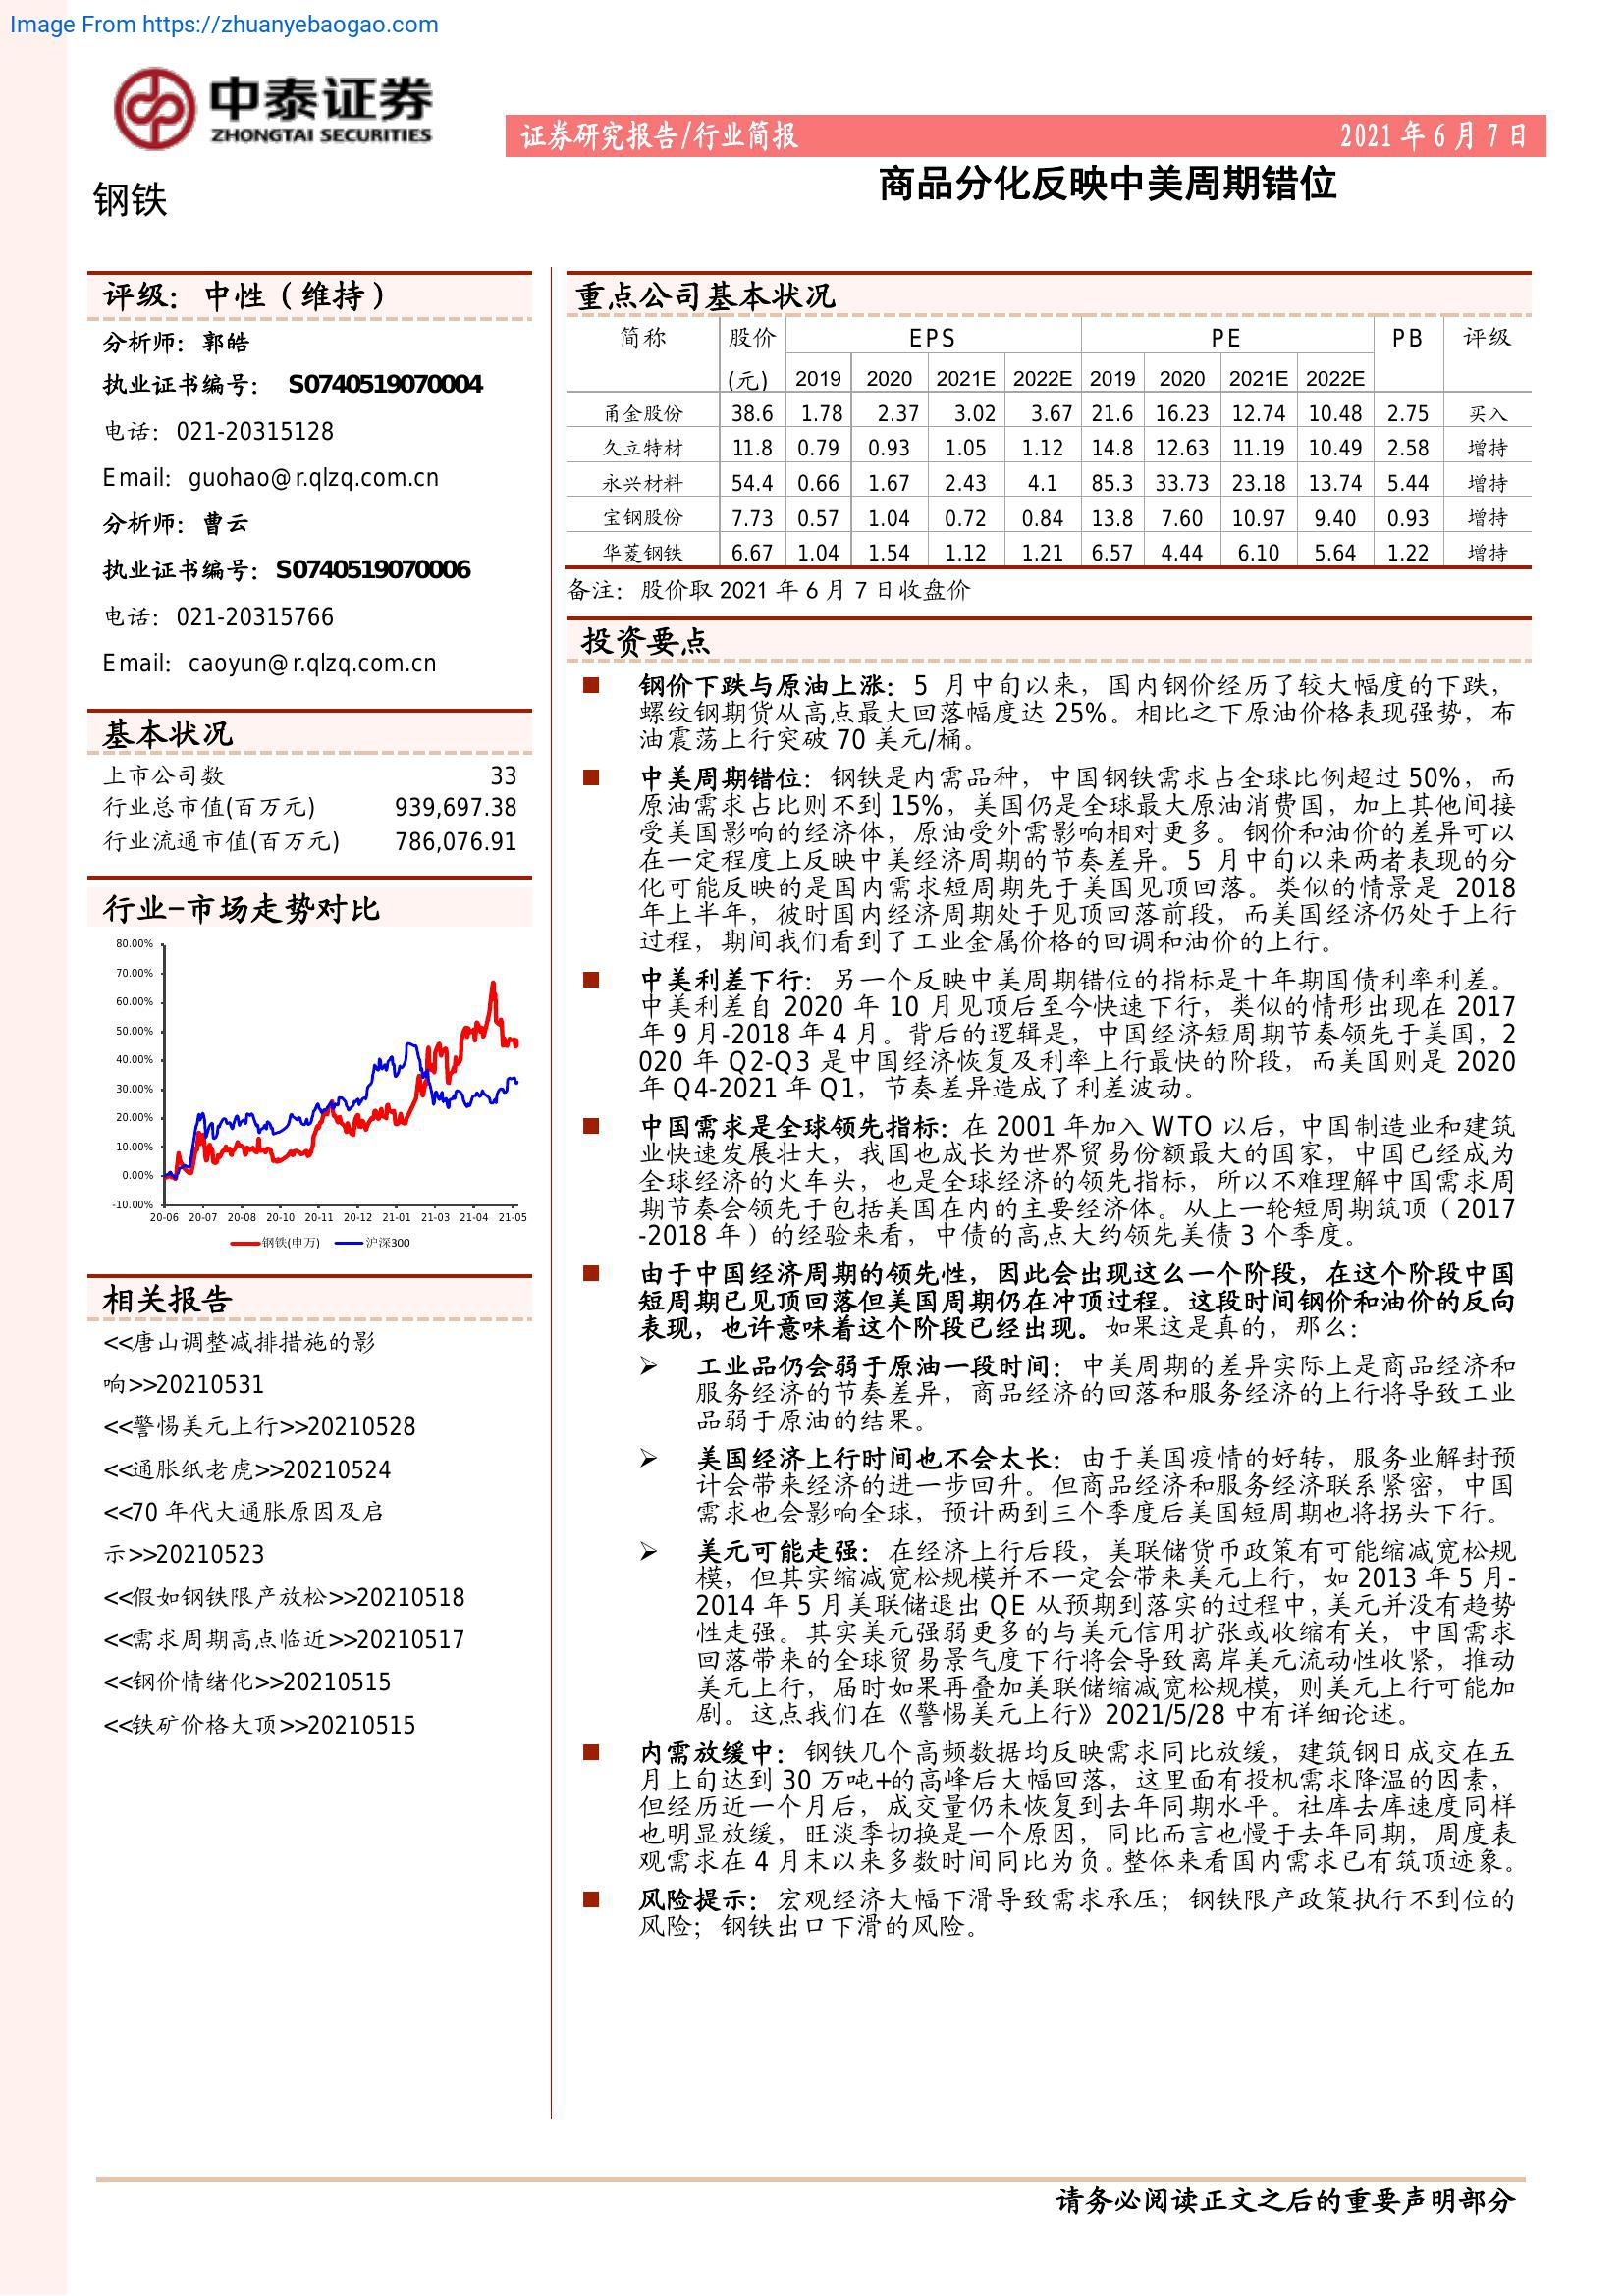 Image From https://zhuanyebaogao.com
中泰证券
ZHONGTAI SECURITIES
证券研究报告/行业简报 2021 年 6 月 7 日
钢铁
商品分化反映中美周期错位
评级：中性（维持）
分析师：郭皓
执业证书编号： S0740519070004
电话：021-20315128
Email：guohao@r.qlzq.com.cn
分析师：曹云
执业证书编号：S0740519070006
电话：021-20315766
Email：caoyun@r.qlzq.com.cn
基本状况
上市公司数 33
行业总市值(百万元) 939,697.38
行业流通市值(百万元) 786,076.91
行业-市场走势对比
80.00%
70.00%
60.00%
50.00%
40.00%
30.00%
20.00%
10.00%
0.00%
-10.00%
20-06 20-07 20-08 20-10 20-11 20-12 21-01 21-03 21-04 21-05
钢铁(申万) 沪深300
相关报告
<<唐山调整减排措施的影
响>>20210531
<<警惕美元上行>>20210528
<<通胀纸老虎>>20210524
<<70 年代大通胀原因及启
示>>20210523
<<假如钢铁限产放松>>20210518
<<需求周期高点临近>>20210517
<<钢价情绪化>>20210515
<<铁矿价格大顶>>20210515
重点公司基本状况
简称 股价 EPS PE PB 评级
(元) 2019 2020 2021E 2022E 2019 2020 2021E 2022E
甬金股份 38.6 1.78 2.37 3.02 3.67 21.6 16.23 12.74 10.48 2.75 买入
久立特材 11.8 0.79 0.93 1.05 1.12 14.8 12.63 11.19 10.49 2.58 增持
永兴材料 54.4 0.66 1.67 2.43 4.1 85.3 33.73 23.18 13.74 5.44 增持
宝钢股份 7.73 0.57 1.04 0.72 0.84 13.8 7.60 10.97 9.40 0.93 增持
华菱钢铁 6.67 1.04 1.54 1.12 1.21 6.57 4.44 6.10 5.64 1.22 增持
备注：股价取 2021 年 6 月 7 日收盘价
投资要点
■ 钢价下跌与原油上涨：5 月中旬以来，国内钢价经历了较大幅度的下跌，
螺纹钢期货从高点最大回落幅度达 25%。相比之下原油价格表现强势，布
油震荡上行突破 70 美元/桶。
■ 中美周期错位：钢铁是内需品种，中国钢铁需求占全球比例超过 50%，而
原油需求占比则不到 15%，美国仍是全球最大原油消费国，加上其他间接
受美国影响的经济体，原油受外需影响相对更多。钢价和油价的差异可以
在一定程度上反映中美经济周期的节奏差异。5 月中旬以来两者表现的分
化可能反映的是国内需求短周期先于美国见顶回落。类似的情景是 2018
年上半年，彼时国内经济周期处于见顶回落前段，而美国经济仍处于上行
过程，期间我们看到了工业金属价格的回调和油价的上行。
■ 中美利差下行：另一个反映中美周期错位的指标是十年期国债利率利差。
中美利差自 2020 年 10 月见顶后至今快速下行，类似的情形出现在 2017
年 9 月-2018 年 4 月。背后的逻辑是，中国经济短周期节奏领先于美国，2
020 年 Q2-Q3 是中国经济恢复及利率上行最快的阶段，而美国则是 2020
年 Q4-2021 年 Q1，节奏差异造成了利差波动。
■ 中国需求是全球领先指标：在 2001 年加入 WTO 以后，中国制造业和建筑
业快速发展壮大，我国也成长为世界贸易份额最大的国家，中国已经成为
全球经济的火车头，也是全球经济的领先指标，所以不难理解中国需求周
期节奏会领先于包括美国在内的主要经济体。从上一轮短周期筑顶（2017
-2018 年）的经验来看，中债的高点大约领先美债 3 个季度。
■ 由于中国经济周期的领先性，因此会出现这么一个阶段，在这个阶段中国
短周期已见顶回落但美国周期仍在冲顶过程。这段时间钢价和油价的反向
表现，也许意味着这个阶段已经出现。如果这是真的，那么：
➢ 工业品仍会弱于原油一段时间：中美周期的差异实际上是商品经济和
服务经济的节奏差异，商品经济的回落和服务经济的上行将导致工业
品弱于原油的结果。
➢ 美国经济上行时间也不会太长：由于美国疫情的好转，服务业解封预
计会带来经济的进一步回升。但商品经济和服务经济联系紧密，中国
需求也会影响全球，预计两到三个季度后美国短周期也将拐头下行。
➢ 美元可能走强：在经济上行后段，美联储货币政策有可能缩减宽松规
模，但其实缩减宽松规模并不一定会带来美元上行，如 2013 年 5 月-
2014 年 5 月美联储退出 QE 从预期到落实的过程中，美元并没有趋势
性走强。其实美元强弱更多的与美元信用扩张或收缩有关，中国需求
回落带来的全球贸易景气度下行将会导致离岸美元流动性收紧，推动
美元上行，届时如果再叠加美联储缩减宽松规模，则美元上行可能加
剧。这点我们在《警惕美元上行》2021/5/28 中有详细论述。
■ 内需放缓中：钢铁几个高频数据均反映需求同比放缓，建筑钢日成交在五
月上旬达到 30 万吨+的高峰后大幅回落，这里面有投机需求降温的因素，
但经历近一个月后，成交量仍未恢复到去年同期水平。社库去库速度同样
也明显放缓，旺淡季切换是一个原因，同比而言也慢于去年同期，周度表
观需求在 4 月末以来多数时间同比为负。整体来看国内需求已有筑顶迹象。
■ 风险提示：宏观经济大幅下滑导致需求承压；钢铁限产政策执行不到位的
风险；钢铁出口下滑的风险。
请务必阅读正文之后的重要声明部分